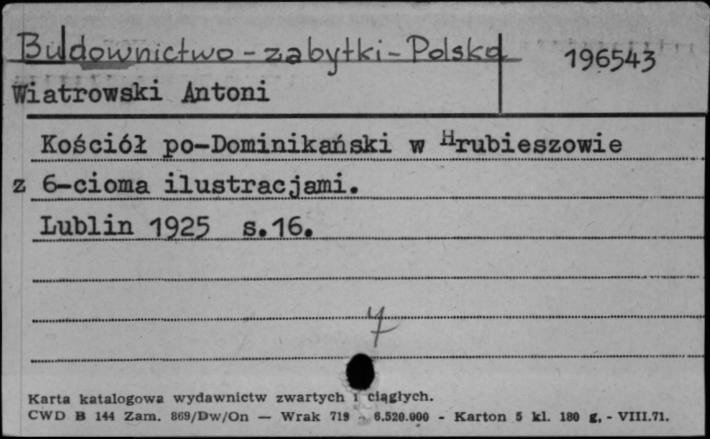 Budownictwo - zabytki - Polska
196543
Wiatrowski Antoni
Kościół po-Dominikański w Hrubieszowie
z 6-cioma ilustracjami.
Lublin 1925 s.16.
Karta katalogowa wydawnictw zwartych i ciągłych.
CWD B 144 Zam. 869/Dw/On — Wrak 719 - 6.520.000 - Karton 5 kl. 180 g. - VIII.71.